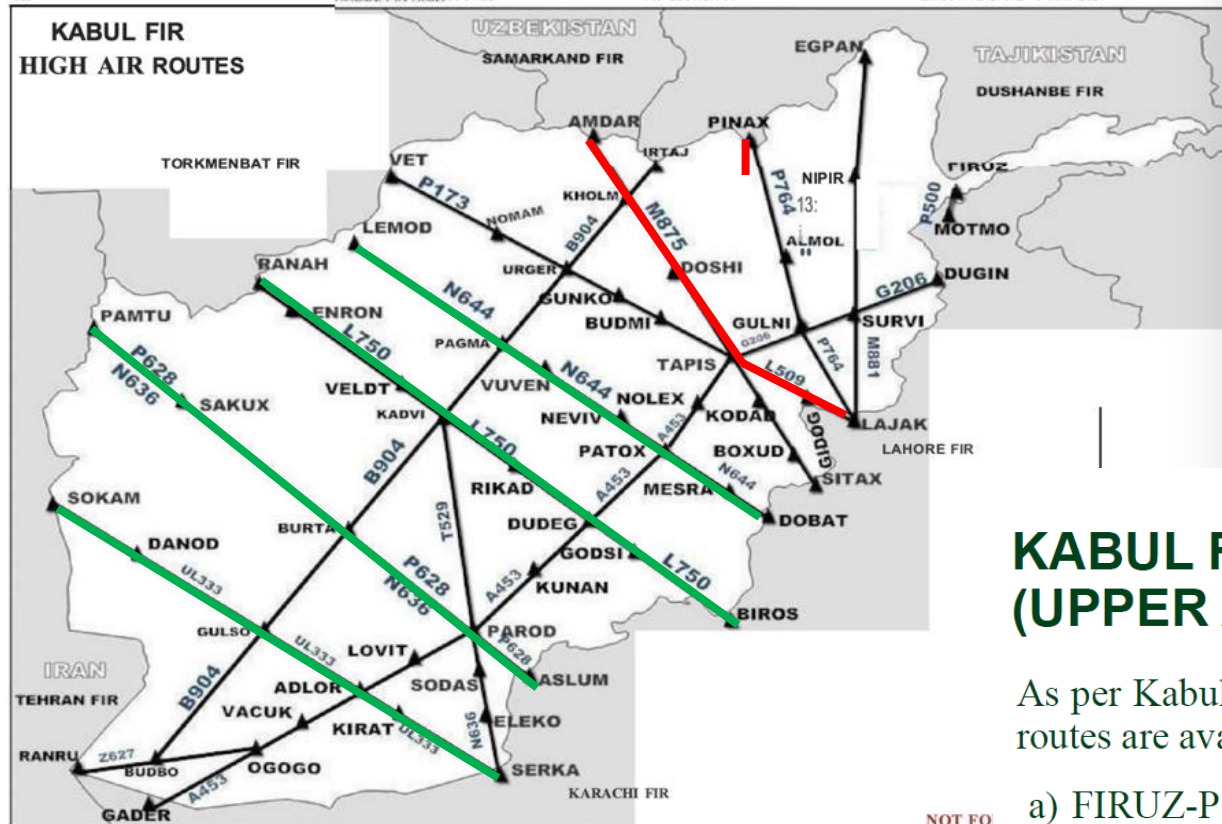 KABUL FIR
HIGH AIR ROUTES
UZBEKISTAN
SAMARKAND FIR
EGPAN
TAJIKISTAN
DUSHANBE FIR
AMDAR
PINAX
TORKMENBAT FIR
VET
IRTAJ
P173
KHOLM
M875
P764
NIPIR
13:
FIRUZ
P500
MOTMO
LEMOD
NOMAM
B904
ALMOL
RANAH
URGER
DOSHI
DUGIN
G206
ENRON
N644
GUNKO
BUDMI
GULNI
SURVI
PAMTU
L750
PAGMA
G206
P764
M881
P628
N636
VELDT
VUVEN
TAPIS
L509
SAKUX
KADVI
N644
NOLEX
NEVIV
KODAD
GIDDG
LAJAK
LAHORE FIR
L750
A453
PATOX
BOXUD
B904
RIKAD
A453
MESRA
N644
SITAX
SOKAM
T529
DOBAT
BURTA
DUDEG
DANOD
GODSI
UL333
P628
N636
A453
KUNAN
L750
BIROS
GULSO
PAROD
UL333
LOVIT
P628
ASLUM
IRAN
TEHRAN FIR
B904
ADLOR
SODAS
VACUK
KIRAT
UL333
N636
ELEKO
RANRU
Z627
BUDBO
OGOGO
A453
SERKA
GADER
KARACHI FIR
KABUL F
(UPPER
As per Kabul
routes are ava
a) FIRUZ-P
NOT FO